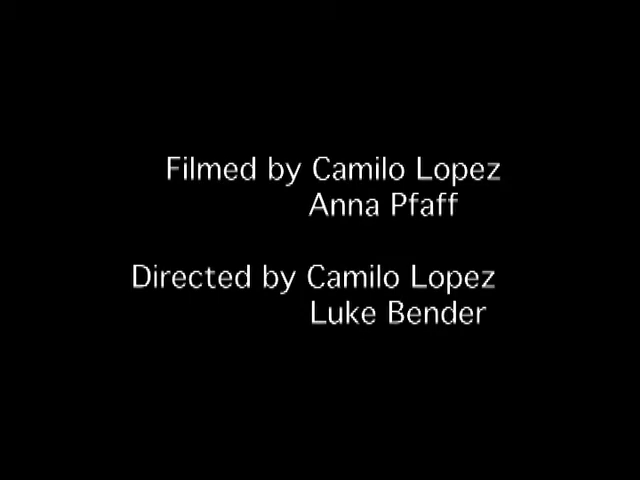 Filmed by Camilo Lopez
Anna Pfaff
Directed by Camilo Lopez
Luke Bender